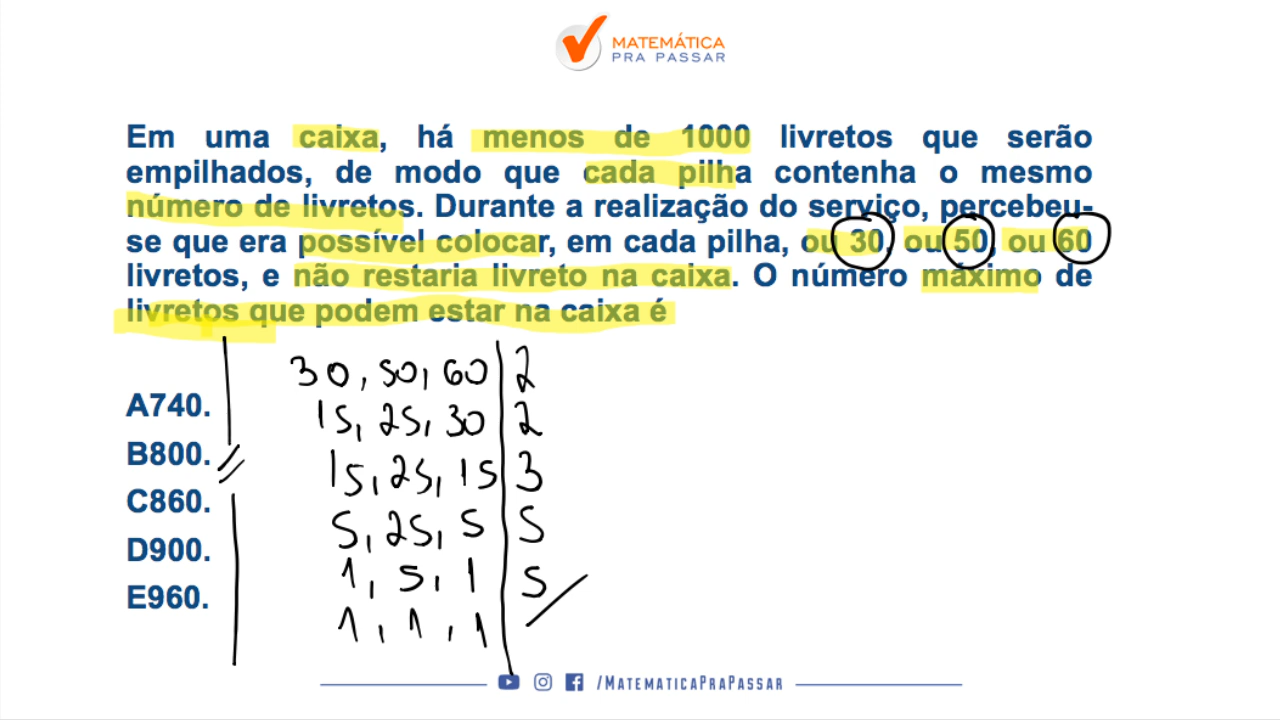 MATEMÁTICA
PRA PASSAR
Em uma caixa, há menos de 1000 livretos que serão
empilhados, de modo que cada pilha contenha o mesmo
número de livretos. Durante a realização do serviço, percebeu-
se que era possível colocar, em cada pilha, ou 30, ou 50, ou 60
livretos, e não restaria livreto na caixa. O número máximo de
livretos que podem estar na caixa é
A740.
B800.
C860.
D900.
E960.
30, 50, 60 2
15, 25, 30 2
15, 25, 15 3
5, 25, 5 5
1, 5, 1 5
1, 1, 1
/MATEMATICAPRAPASSAR